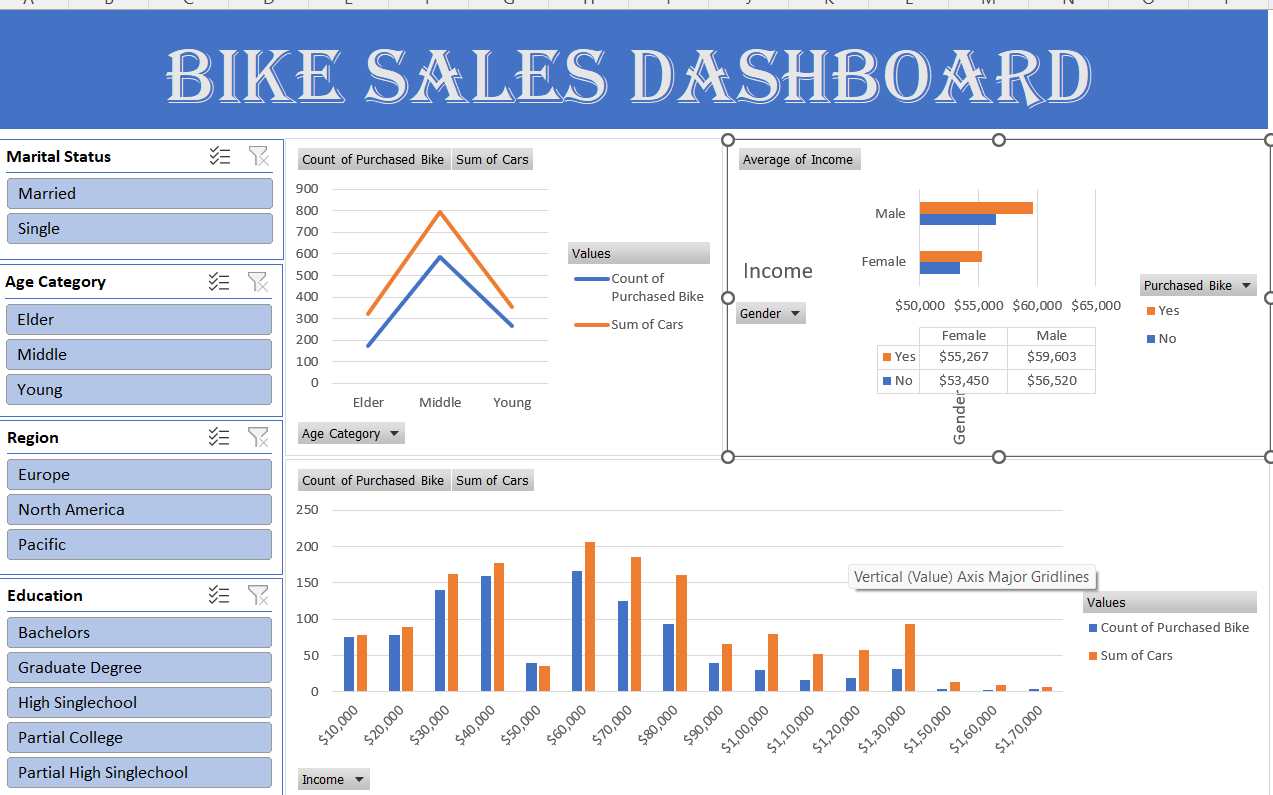 BIKE SALES DASHBOARD
Marital Status
Married
Single
Age Category
Elder
Middle
Young
Region
Europe
North America
Pacific
Education
Bachelors
Graduate Degree
High Singlechool
Partial College
Partial High Singlechool
Count of Purchased Bike Sum of Cars
900
800
700
600
500
400
300
200
100
0
Elder Middle Young
Values
Count of
Purchased Bike
Sum of Cars
Age Category
Average of Income
Male
Female
Income
Gender
$50,000 $55,000 $60,000 $65,000
Female Male
Yes $55,267 $59,603
No $53,450 $56,520
Gender
Purchased Bike
Yes
No
Count of Purchased Bike Sum of Cars
250
200
150
100
50
0
$10,000 $20,000 $30,000 $40,000 $50,000 $60,000 $70,000 $80,000 $90,000 $1,00,000 $1,10,000 $1,20,000 $1,30,000 $1,50,000 $1,60,000 $1,70,000
Vertical (Value) Axis Major Gridlines
Values
Count of Purchased Bike
Sum of Cars
Income